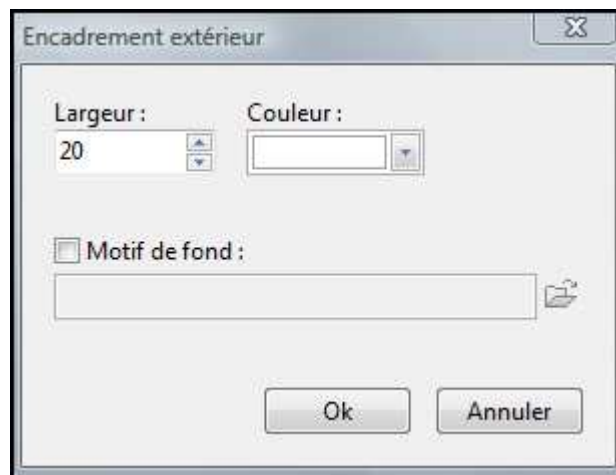 Encadrement extérieur
Largeur : Couleur :
20
Motif de fond :
Ok Annuler